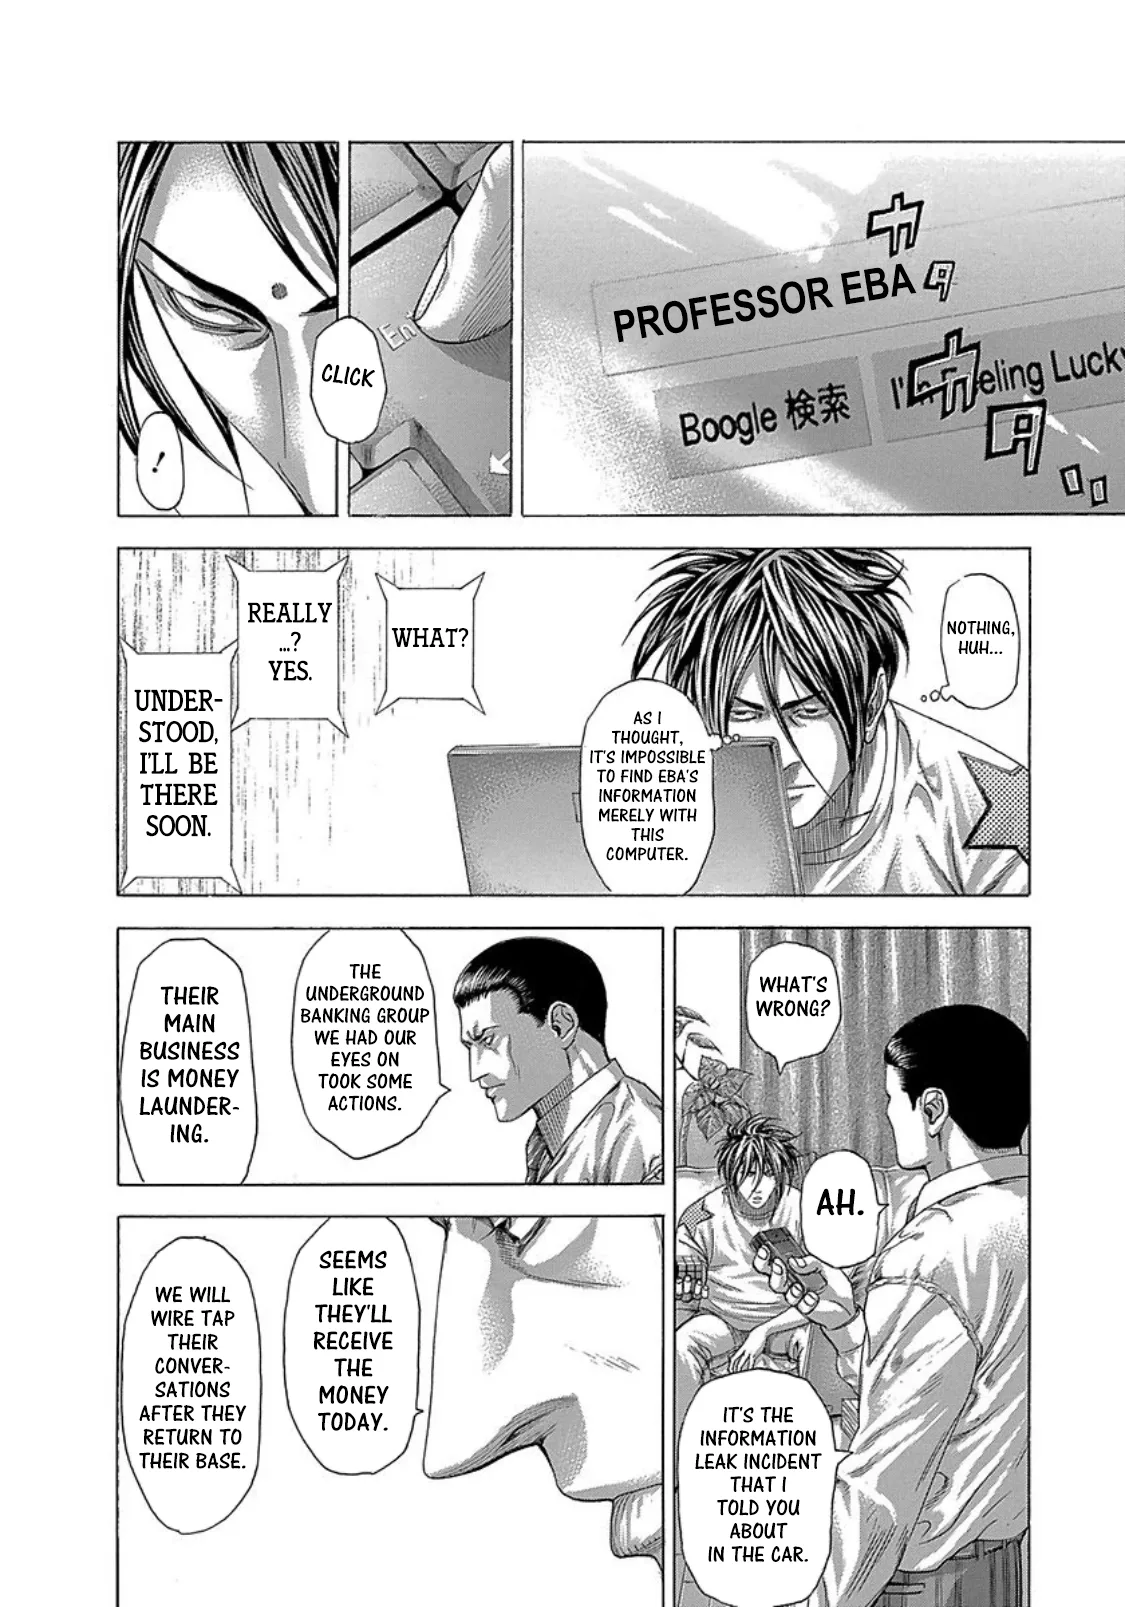 PROFESSOR EBA
カ
タ
カ
タ
ロロ
Boogle 検索
I'm Feeling Lucky
Ent
CLICK
!
NOTHING,
HUH...
AS I
THOUGHT,
IT'S IMPOSSIBLE
TO FIND EBA'S
INFORMATION
MERELY WITH
THIS
COMPUTER.
WHAT?
REALLY
...?
YES.
UNDER-
STOOD,
I'LL BE
THERE
SOON.
WHAT'S
WRONG?
AH.
IT'S THE
INFORMATION
LEAK INCIDENT
THAT I
TOLD YOU
ABOUT
IN THE CAR.
THE
UNDERGROUND
BANKING GROUP
WE HAD OUR
EYES ON
TOOK SOME
ACTIONS.
THEIR
MAIN
BUSINESS
IS MONEY
LAUNDER-
ING.
SEEMS
LIKE
THEY'LL
RECEIVE
THE
MONEY
TODAY.
WE WILL
WIRE TAP
THEIR
CONVER-
SATIONS
AFTER THEY
RETURN TO
THEIR BASE.